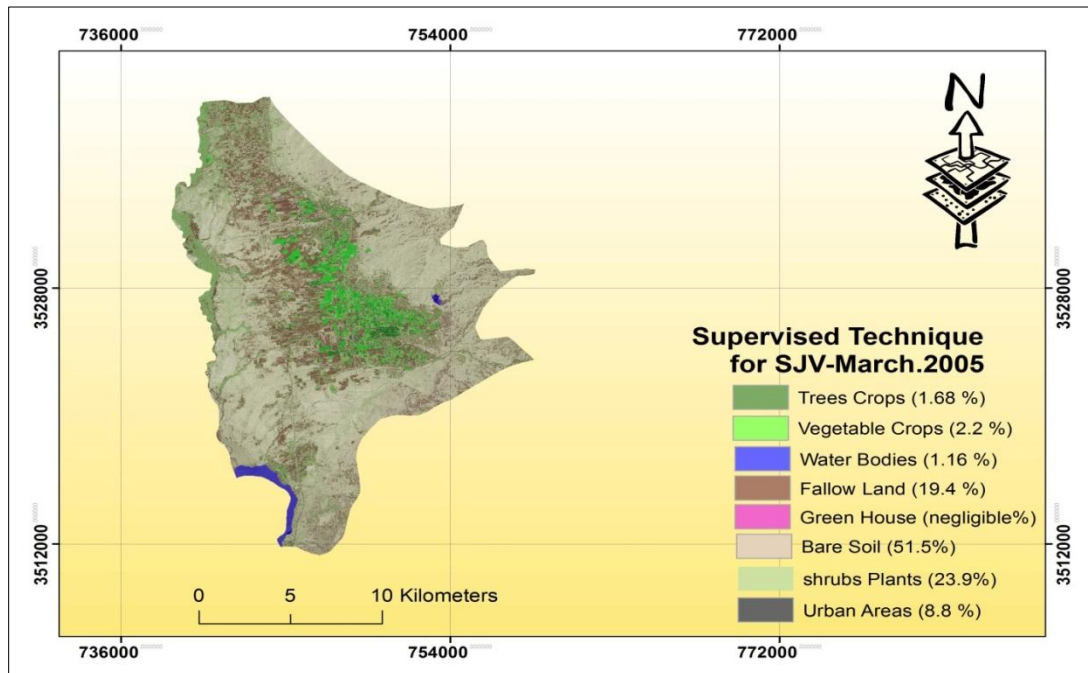 736000 754000 772000
N
3528000 3528000
Supervised Technique
for SJV-March.2005
Trees Crops (1.68 %)
Vegetable Crops (2.2 %)
Water Bodies (1.16 %)
Fallow Land (19.4 %)
Green House (negligible%)
Bare Soil (51.5%)
shrubs Plants (23.9%)
Urban Areas (8.8 %)
3512000 3512000
0 5 10 Kilometers
736000 754000 772000